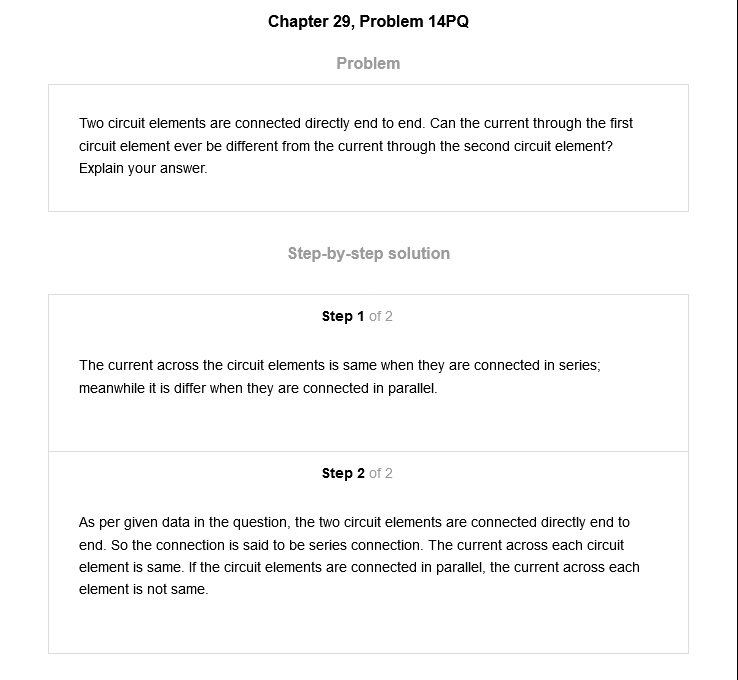 Chapter 29, Problem 14PQ
Problem
Two circuit elements are connected directly end to end. Can the current through the first
circuit element ever be different from the current through the second circuit element?
Explain your answer.
Step-by-step solution
Step 1 of 2
The current across the circuit elements is same when they are connected in series;
meanwhile it is differ when they are connected in parallel.
Step 2 of 2
As per given data in the question, the two circuit elements are connected directly end to
end. So the connection is said to be series connection. The current across each circuit
element is same. If the circuit elements are connected in parallel, the current across each
element is not same.